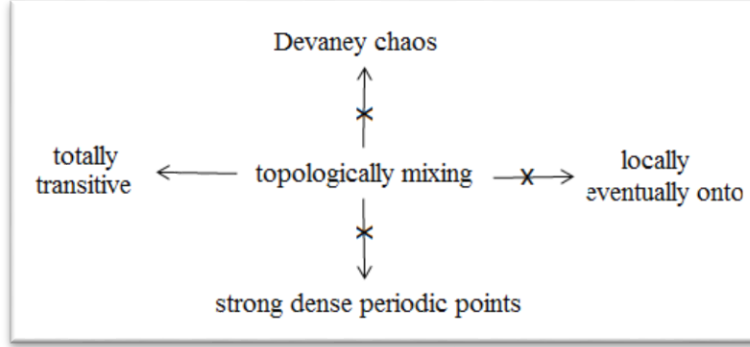 Devaney chaos
totally
transitive
topologically mixing
locally
eventually onto
strong dense periodic points